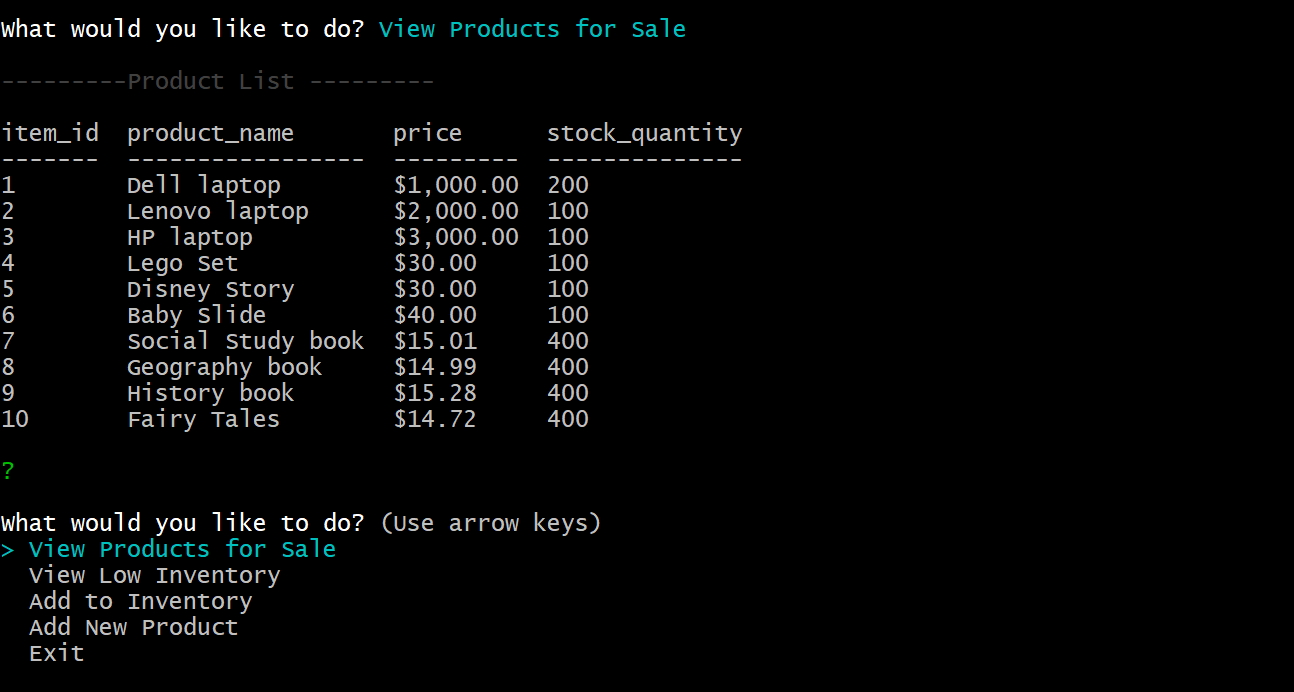 What would you like to do? View Products for Sale
---------Product List ---------
item_id  product_name       price      stock_quantity
-------  -----------------  ---------  --------------
1        Dell laptop        $1,000.00  200
2        Lenovo laptop      $2,000.00  100
3        HP laptop          $3,000.00  100
4        Lego Set           $30.00     100
5        Disney Story       $30.00     100
6        Baby Slide         $40.00     100
7        Social Study book  $15.01     400
8        Geography book     $14.99     400
9        History book       $15.28     400
10       Fairy Tales        $14.72     400
?
What would you like to do? (Use arrow keys)
> View Products for Sale
  View Low Inventory
  Add to Inventory
  Add New Product
  Exit